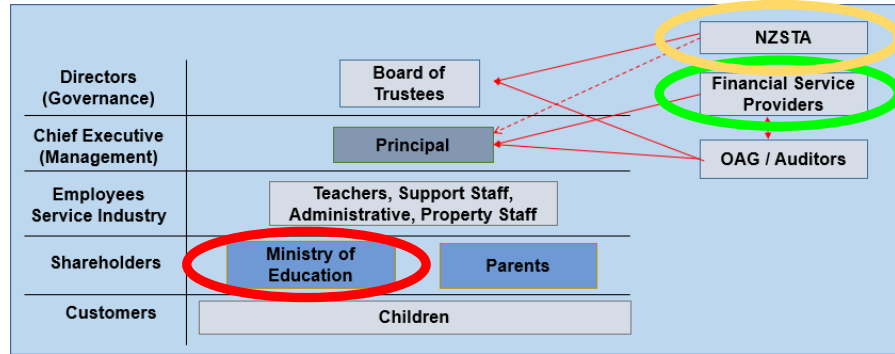 NZSTA
Directors
(Governance)
Board of
Trustees
Financial Service
Providers
Chief Executive
(Management)
Principal
OAG / Auditors
Employees
Service Industry
Teachers, Support Staff,
Administrative, Property Staff
Shareholders
Ministry of
Education
Parents
Customers
Children